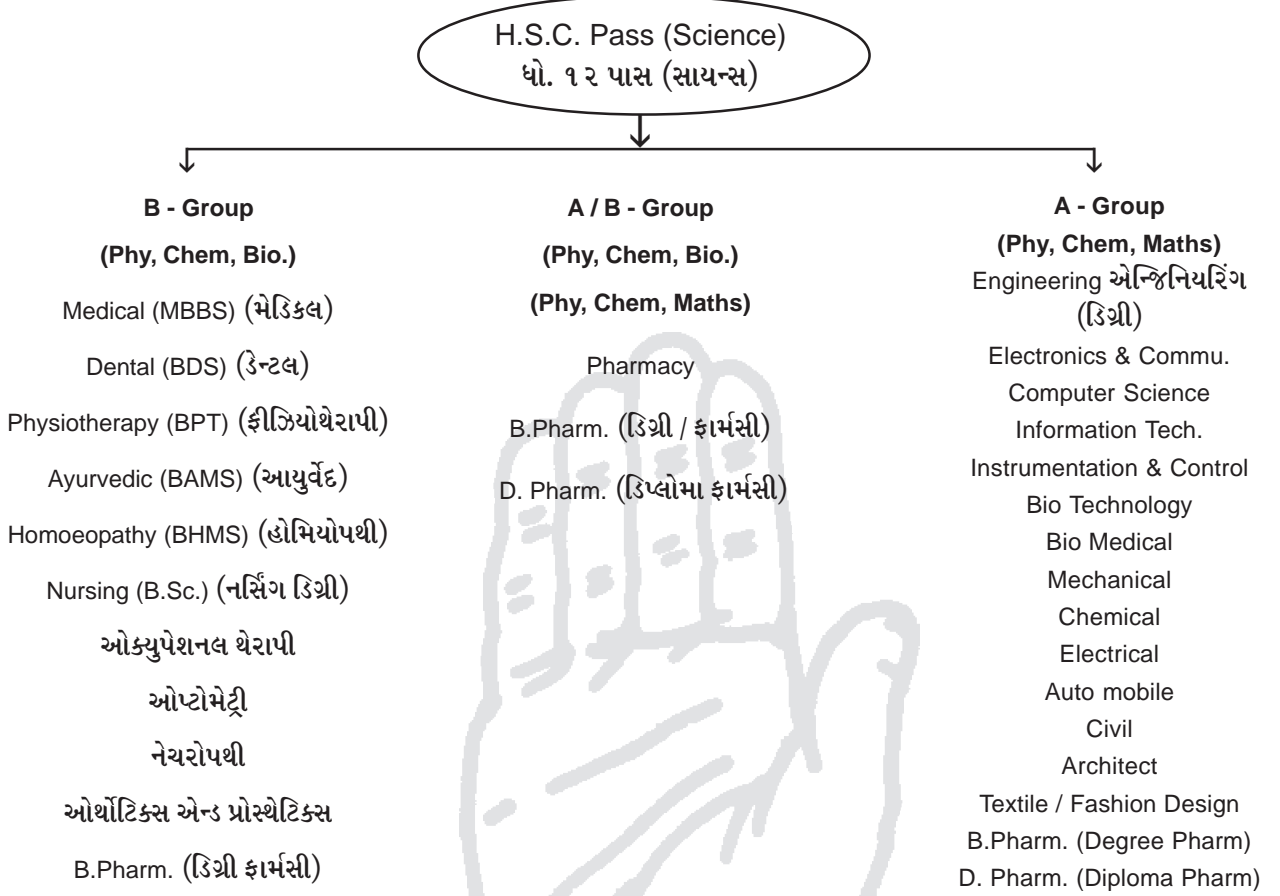 H.S.C. Pass (Science)
ધો. ૧૨ પાસ (સાયન્સ)
B - Group
(Phy, Chem, Bio.)
Medical (MBBS) (મેડિકલ)
Dental (BDS) (ડેન્ટલ)
Physiotherapy (BPT) (ફીઝિયોથેરાપી)
Ayurvedic (BAMS) (આયુર્વેદ)
Homoeopathy (BHMS) (હોમિયોપથી)
Nursing (B.Sc.) (નર્સિંગ ડિગ્રી)
ઓક્યુપેશનલ થેરાપી
ઓપ્ટોમેટ્રી
નેચરોપથી
ઓર્થોટિક્સ એન્ડ પ્રોસ્થેટિક્સ
B.Pharm. (ડિગ્રી ફાર્મસી)
A / B - Group
(Phy, Chem, Bio.)
(Phy, Chem, Maths)
Pharmacy
B.Pharm. (ડિગ્રી / ફાર્મસી)
D. Pharm. (ડિપ્લોમા ફાર્મસી)
A - Group
(Phy, Chem, Maths)
Engineering એન્જિનિયરિંગ
(ડિગ્રી)
Electronics & Commu.
Computer Science
Information Tech.
Instrumentation & Control
Bio Technology
Bio Medical
Mechanical
Chemical
Electrical
Auto mobile
Civil
Architect
Textile / Fashion Design
B.Pharm. (Degree Pharm)
D. Pharm. (Diploma Pharm)